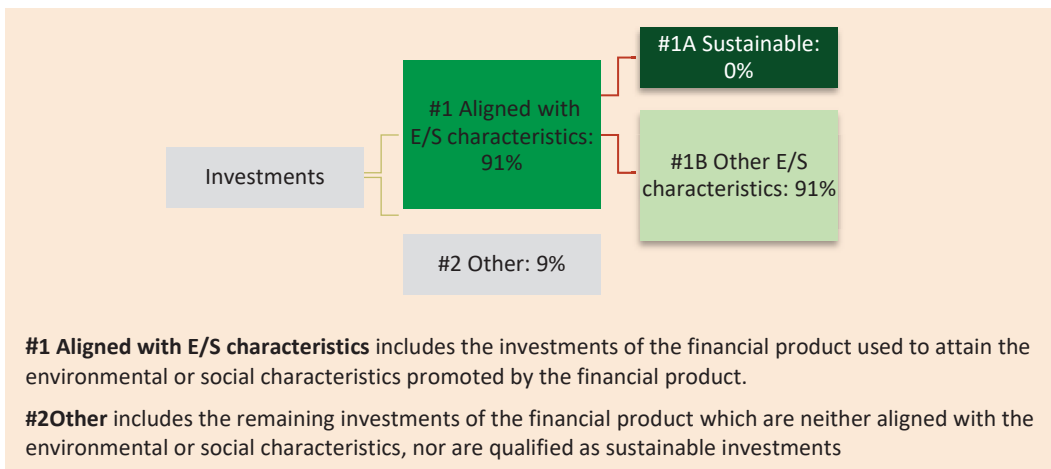 #1A Sustainable:
0%
#1 Aligned with
E/S characteristics:
91%
Investments
#1B Other E/S
characteristics: 91%
#2 Other: 9%
#1 Aligned with E/S characteristics includes the investments of the financial product used to attain the
environmental or social characteristics promoted by the financial product.
#2Other includes the remaining investments of the financial product which are neither aligned with the
environmental or social characteristics, nor are qualified as sustainable investments